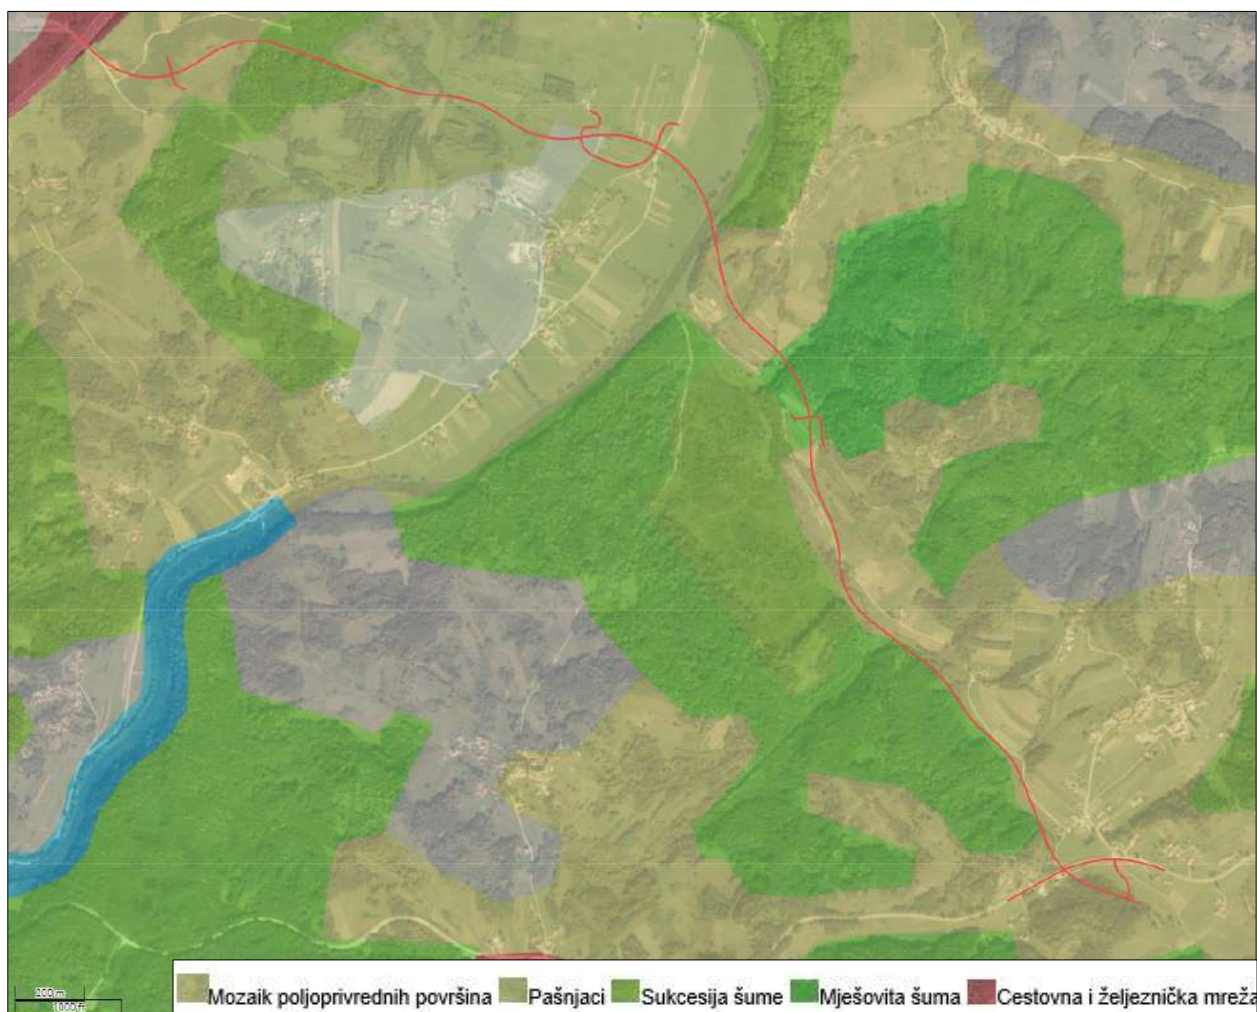 200 m
1000 ft
Mozaik poljoprivrednih površina Pašnjaci Sukcesija šume Mješovita šuma Cestovna i željeznička mreža